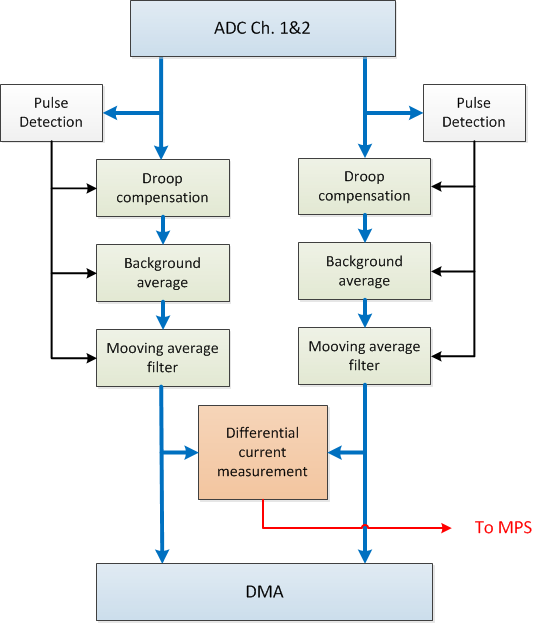 ADC Ch. 1&2
Pulse
Detection
Pulse
Detection
Droop
compensation
Droop
compensation
Background
average
Background
average
Mooving average
filter
Mooving average
filter
Differential
current
measurement
To MPS
DMA